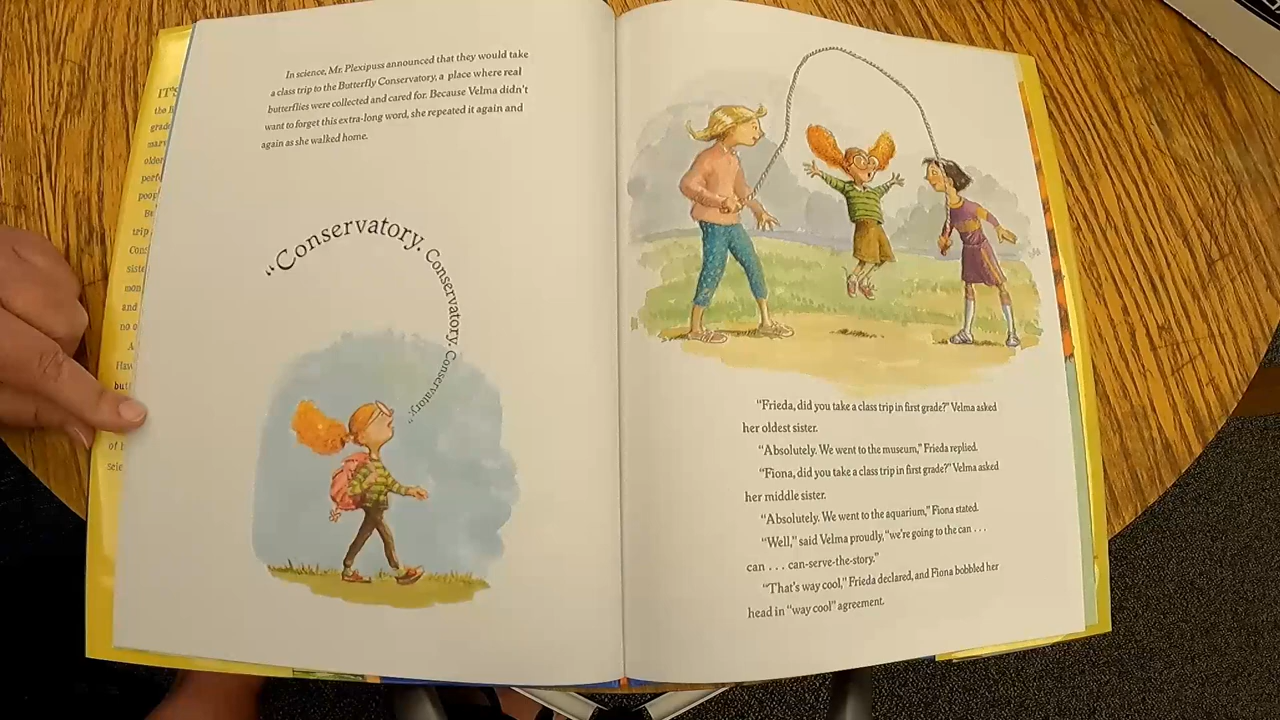 In science, Mr. Plexipuss announced that they would take
a class trip to the Butterfly Conservatory, a place where real
butterflies were collected and cared for. Because Velma didn't
want to forget this extra-long word, she repeated it again and
again as she walked home.
“Conservatory. Conservatory. Conservatory.”
“Frieda, did you take a class trip in first grade?” Velma asked
her oldest sister.
“Absolutely. We went to the museum,” Frieda replied.
“Fiona, did you take a class trip in first grade?” Velma asked
her middle sister.
“Absolutely. We went to the aquarium,” Fiona stated.
“Well,” said Velma proudly, “we're going to the can . . .
can . . . can-serve-the-story.”
“That's way cool,” Frieda declared, and Fiona bobbled her
head in “way cool” agreement.